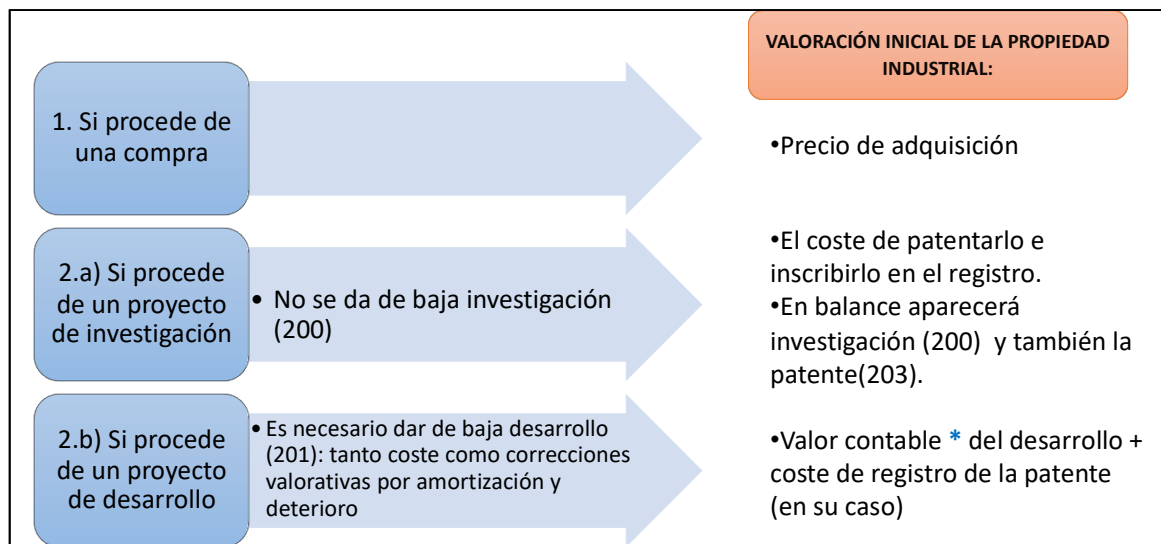 VALORACIÓN INICIAL DE LA PROPIEDAD
INDUSTRIAL:
1. Si procede de
una compra
•Precio de adquisición
2.a) Si procede
de un proyecto
de investigación
• No se da de baja investigación
(200)
•El coste de patentarlo e
inscribirlo en el registro.
•En balance aparecerá
investigación (200) y también la
patente(203).
2.b) Si procede
de un proyecto
de desarrollo
• Es necesario dar de baja desarrollo
(201): tanto coste como correcciones
valorativas por amortización y
deterioro
•Valor contable * del desarrollo +
coste de registro de la patente
(en su caso)